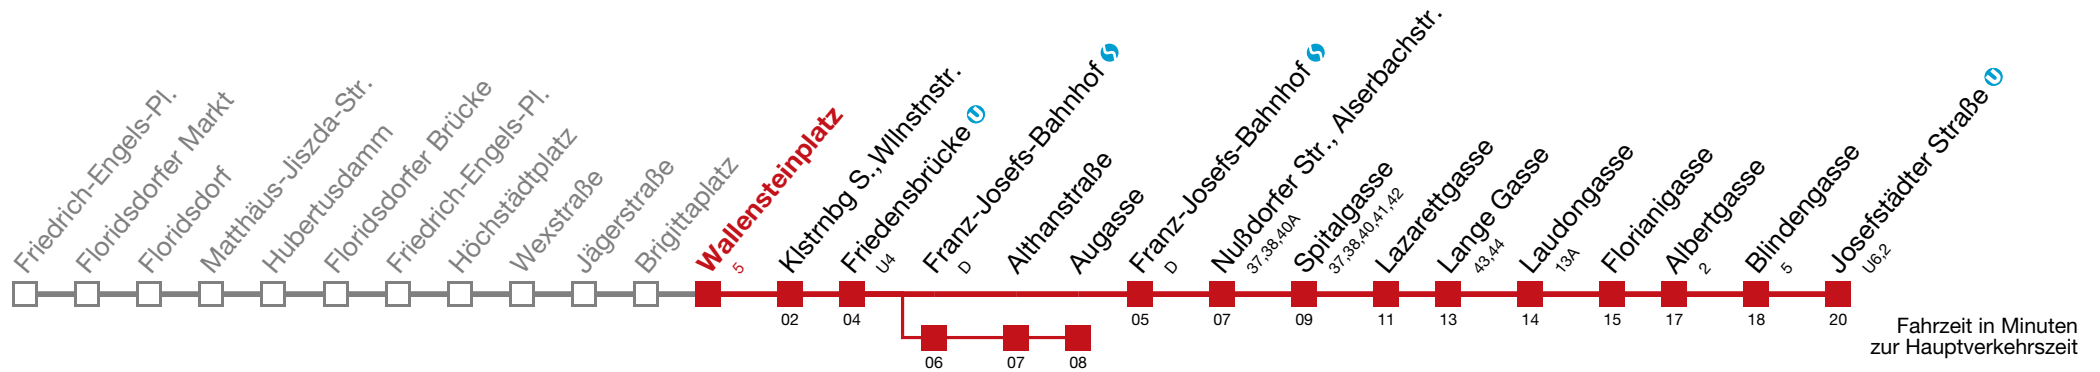 Friedrich-Engels-Pl.
Floridsdorfer Markt
Floridsdorf
Matthäus-Jiszda-Str.
Hubertusdamm
Floridsdorfer Brücke
Friedrich-Engels-Pl.
Höchstädtplatz
Wexstraße
Jägerstraße
Brigittaplatz
Wallensteinplatz
5
Klstrnbg S., Wllnstnstr.
Friedensbrücke U
U4
Franz-Josefs-Bahnhof S
D
Althanstraße
Augasse
Franz-Josefs-Bahnhof S
D
Nußdorfer Str., Alserbachstr.
37,38,40A
Spitalgasse
37,38,40,41,42
Lazarettgasse
Lange Gasse
43,44
Laudongasse
13A
Florianigasse
Albertgasse
2
Blindengasse
5
Josefstädter Straße U
U6,2
02 04 05 07 09 11 13 14 15 17 18 20
06 07 08
Fahrzeit in Minuten
zur Hauptverkehrszeit